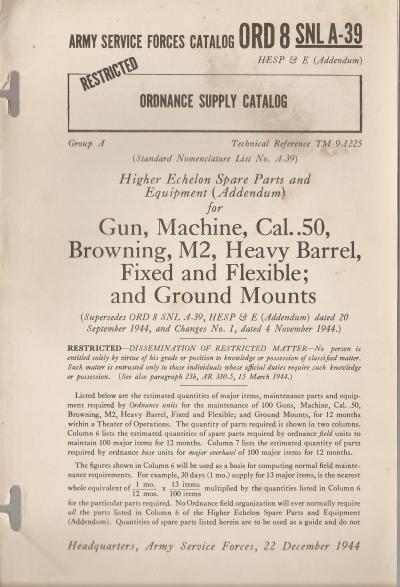 ARMY SERVICE FORCES CATALOG ORD 8 SNL A-39
HESP & E (Addendum)
RESTRICTED
ORDNANCE SUPPLY CATALOG
Group A Technical Reference TM 9-1225
(Standard Nomenclature List No. A-39)
Higher Echelon Spare Parts and
Equipment (Addendum)
for
Gun, Machine, Cal..50,
Browning, M2, Heavy Barrel,
Fixed and Flexible;
and Ground Mounts
(Supersedes ORD 8 SNL A-39, HESP & E (Addendum) dated 20
September 1944, and Changes No. 1, dated 4 November 1944.)
RESTRICTED—DISSEMINATION OF RESTRICTED MATTER—No person is
entitled solely by virtue of his grade or position to knowledge or possession of classified matter.
Such matter is entrusted only to those individuals whose official duties require such knowledge
or possession. (See also paragraph 23b, AR 380-5, 15 March 1944.)
Listed below are the estimated quantities of major items, maintenance parts and equip-
ment required by Ordnance units for the maintenance of 100 Guns, Machine, Cal. .50,
Browning, M2, Heavy Barrel, Fixed and Flexible; and Ground Mounts, for 12 months
within a Theater of Operations. The quantity of parts required is shown in two columns.
Column 6 lists the estimated quantities of spare parts required by ordnance field units to
maintain 100 major items for 12 months. Column 7 lists the estimated quantity of parts
required by ordnance base units for major overhaul of 100 major items for 12 months.
The figures shown in Column 6 will be used as a basis for computing normal field mainte-
nance requirements. For example, 30 days (1 mo.) supply for 13 major items, is the nearest
whole equivalent of 1 mo. / 12 mos. × 13 items / 100 items multiplied by the quantities listed in Column 6
for the particular parts required. No Ordnance field organization will ever normally require
all the parts listed in Column 6 of the Higher Echelon Spare Parts and Equipment
(Addendum). Quantities of spare parts listed herein are to be used as a guide and do not
Headquarters, Army Service Forces, 22 December 1944